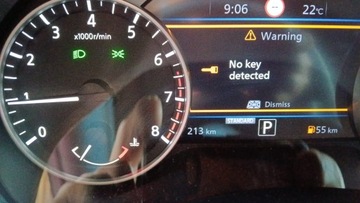 4
5
x1000r/min
3
6
2
7
1
8
0
9:06
22°C
Warning
No key
detected
Dismiss
STANDARD
213 km
P
55 km